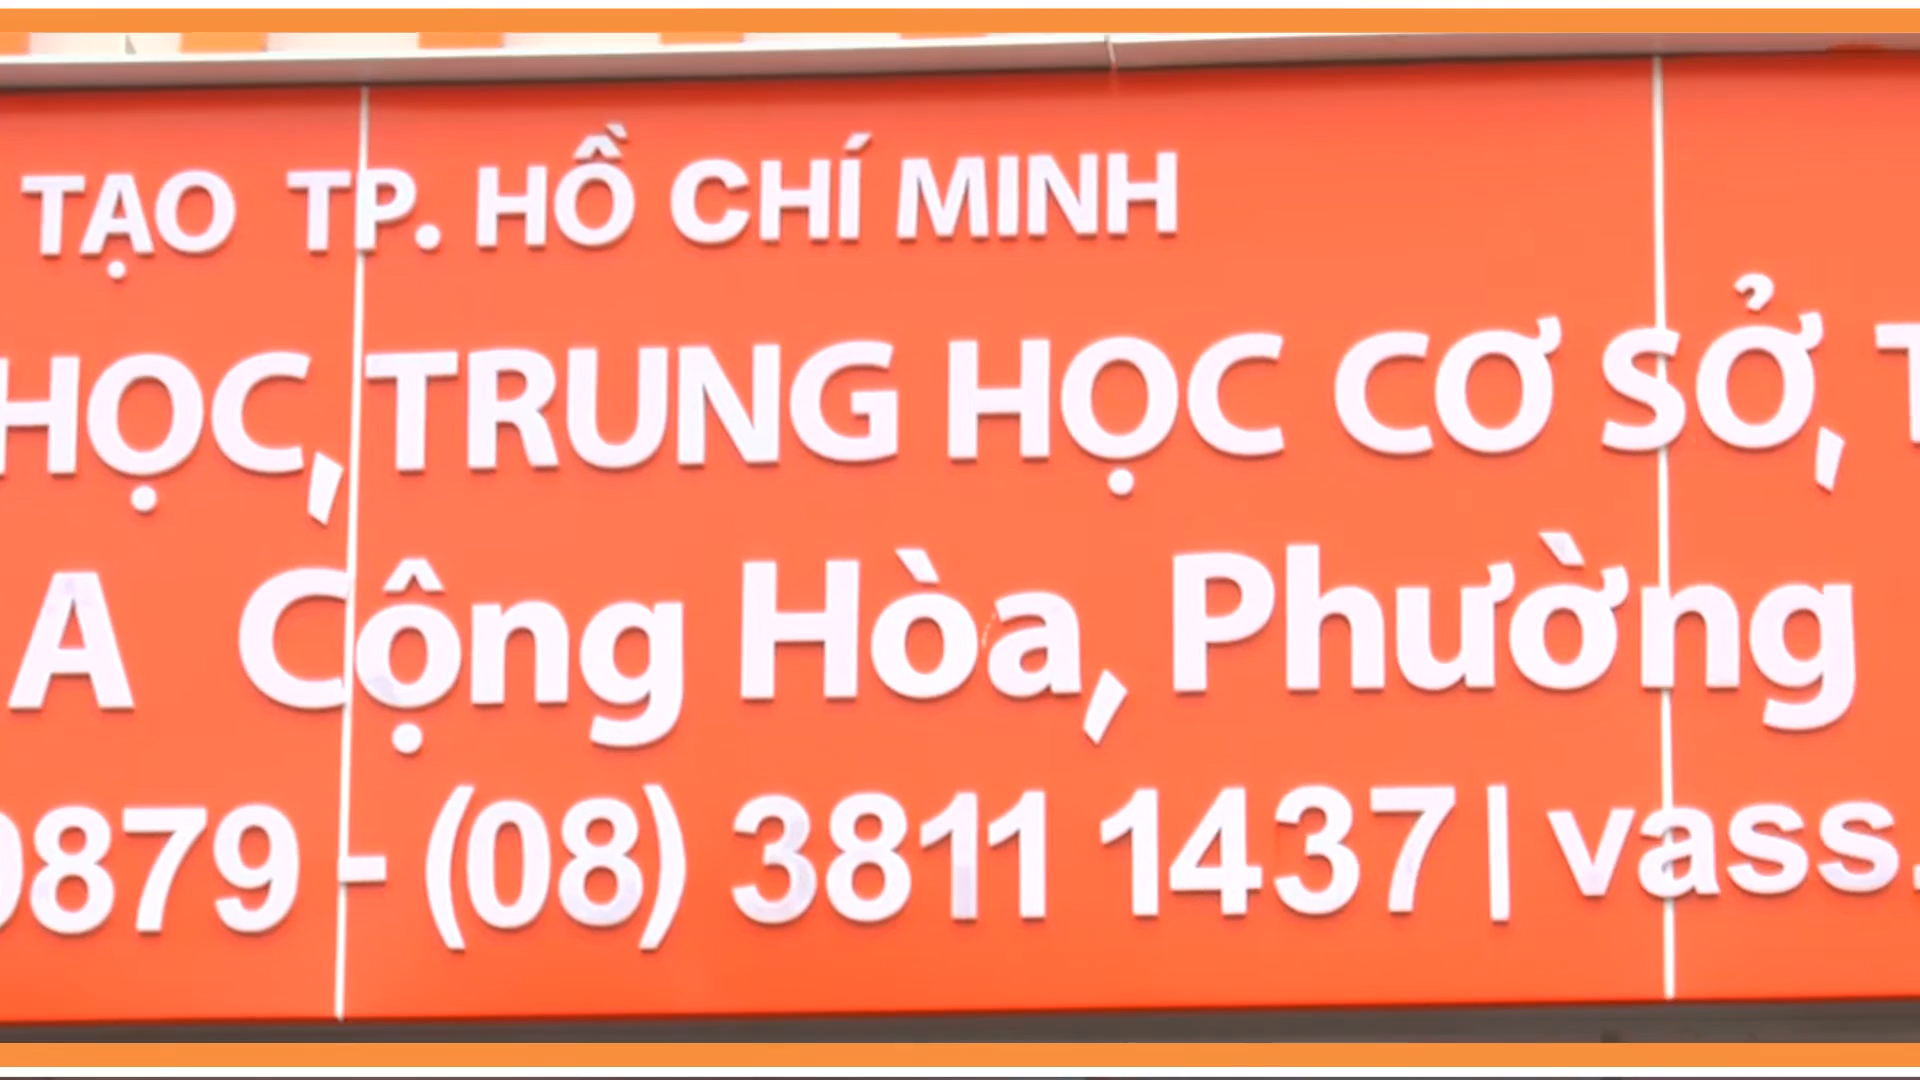 TẠO TP. HỒ CHÍ MINH
HỌC, TRUNG HỌC CƠ SỞ, T
A Cộng Hòa, Phường
0879 - (08) 3811 1437 | vass.